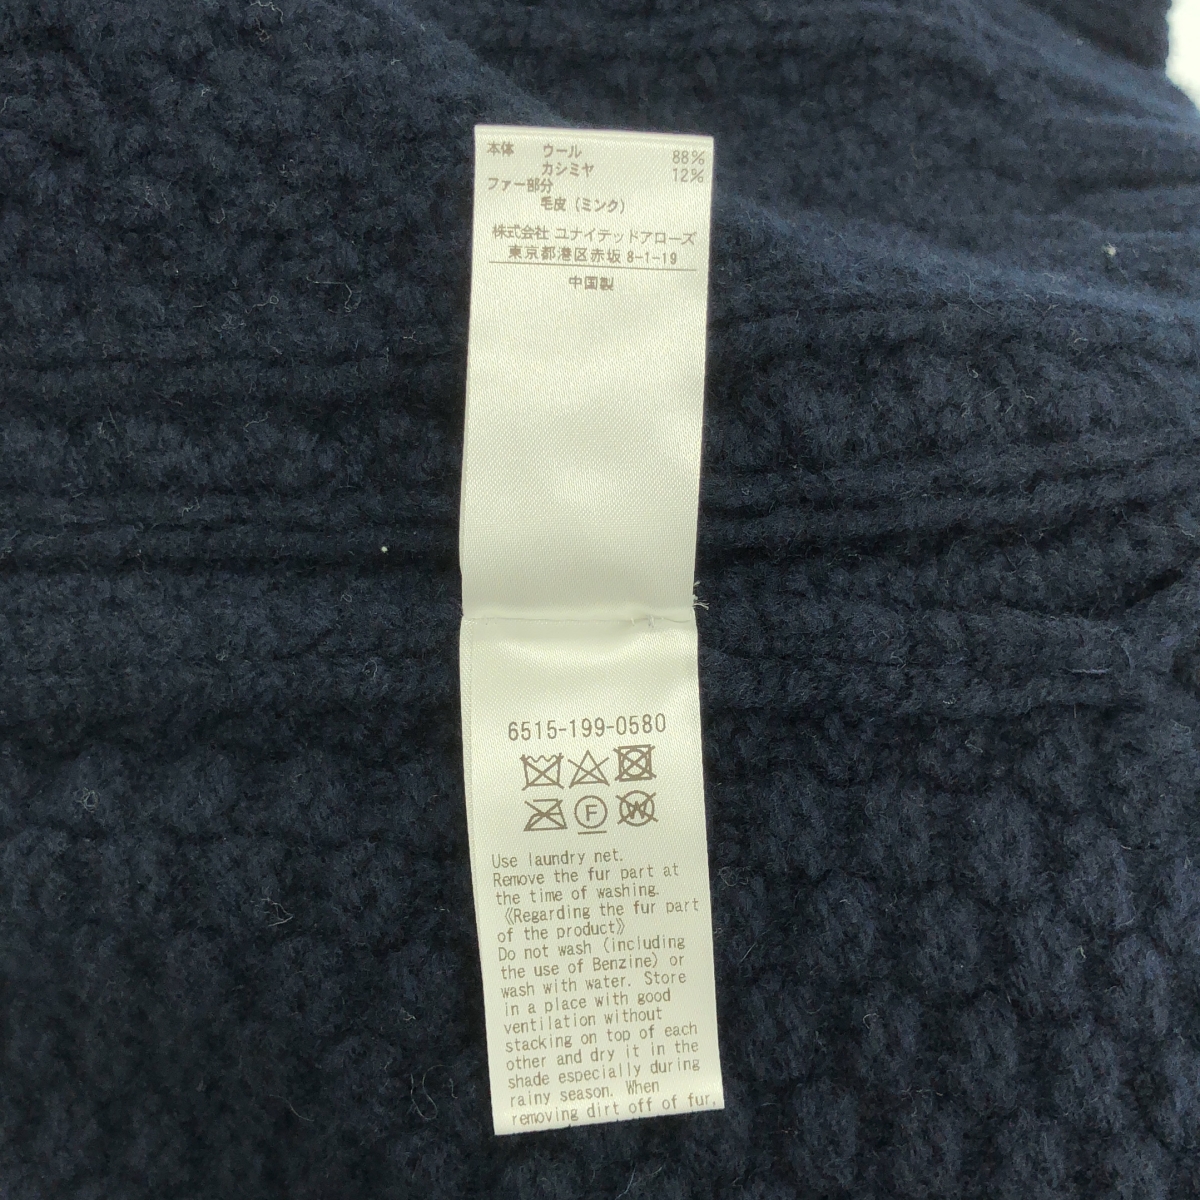 本体 ウール 88%
カシミヤ 12%
ファー部分
毛皮(ミンク)
株式会社 ユナイテッドアローズ
東京都港区赤坂 8-1-19
中国製
6515-199-0580
F
W
Use laundry net.
Remove the fur part at
the time of washing.
《Regarding the fur part
of the product》
Do not wash (including
the use of Benzine) or
wash with water. Store
in a place with good
ventilation without
stacking on top of each
other and dry it in the
shade especially during
rainy season. When
removing dirt off of fur,